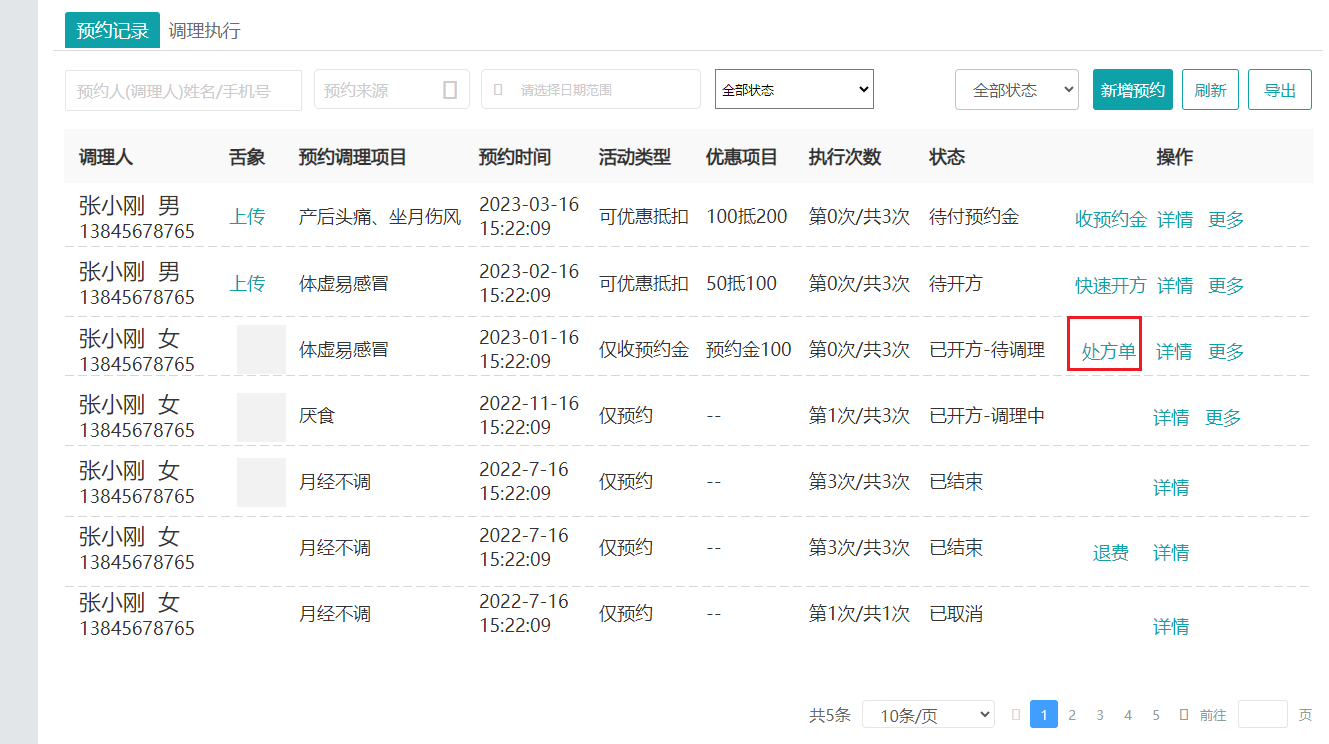 预约记录 调理执行
预约人(调理人)姓名/手机号 预约来源 请选择日期范围 全部状态 全部状态 新增预约 刷新 导出
调理人 舌象 预约调理项目 预约时间 活动类型 优惠项目 执行次数 状态 操作
张小刚 男 上传 产后头痛、坐月伤风 2023-03-16 可优惠抵扣 100抵200 第0次/共3次 待付预约金 收预约金 详情 更多
13845678765 15:22:09
张小刚 男 上传 体虚易感冒 2023-02-16 可优惠抵扣 50抵100 第0次/共3次 待开方 快速开方 详情 更多
13845678765 15:22:09
张小刚 女 体虚易感冒 2023-01-16 仅收预约金 预约金100 第0次/共3次 已开方-待调理 处方单 详情 更多
13845678765 15:22:09
张小刚 女 厌食 2022-11-16 仅预约 -- 第1次/共3次 已开方-调理中 详情 更多
13845678765 15:22:09
张小刚 女 月经不调 2022-7-16 仅预约 -- 第3次/共3次 已结束 详情
13845678765 15:22:09
张小刚 女 月经不调 2022-7-16 仅预约 -- 第3次/共3次 已结束 退费 详情
13845678765 15:22:09
张小刚 女 月经不调 2022-7-16 仅预约 -- 第1次/共1次 已取消 详情
13845678765 15:22:09
共5条 10条/页 1 2 3 4 5 前往 页